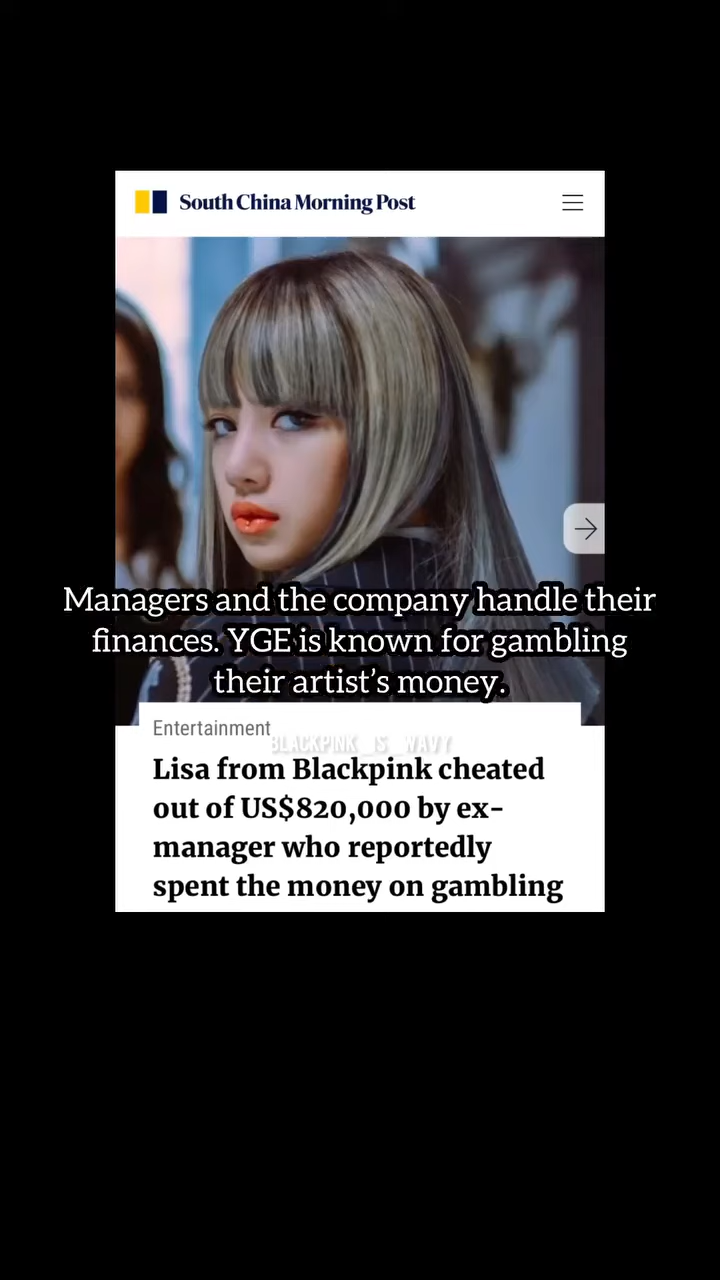 South China Morning Post
Managers and the company handle their
finances. YGE is known for gambling
their artist’s money.
Entertainment
BLACKPINK_IS_WAVY
Lisa from Blackpink cheated
out of US$820,000 by ex-
manager who reportedly
spent the money on gambling